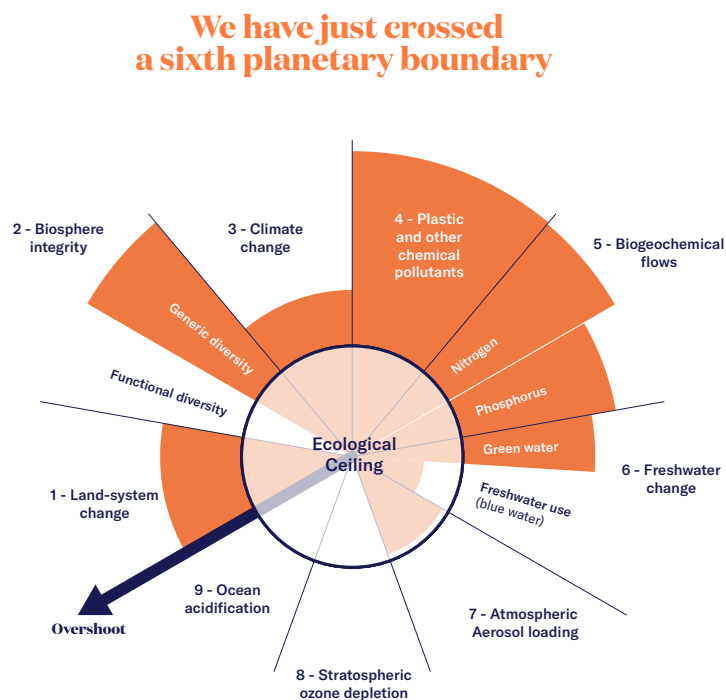 We have just crossed
a sixth planetary boundary
2 - Biosphere
integrity
3 - Climate
change
4 - Plastic
and other
chemical
pollutants
5 - Biogeochemical
flows
Generic diversity
Nitrogen
Functional diversity
Phosphorus
Ecological
Ceiling
Green water
1 - Land-system
change
6 - Freshwater
change
Freshwater use
(blue water)
9 - Ocean
acidification
7 - Atmospheric
Aerosol loading
Overshoot
8 - Stratospheric
ozone depletion